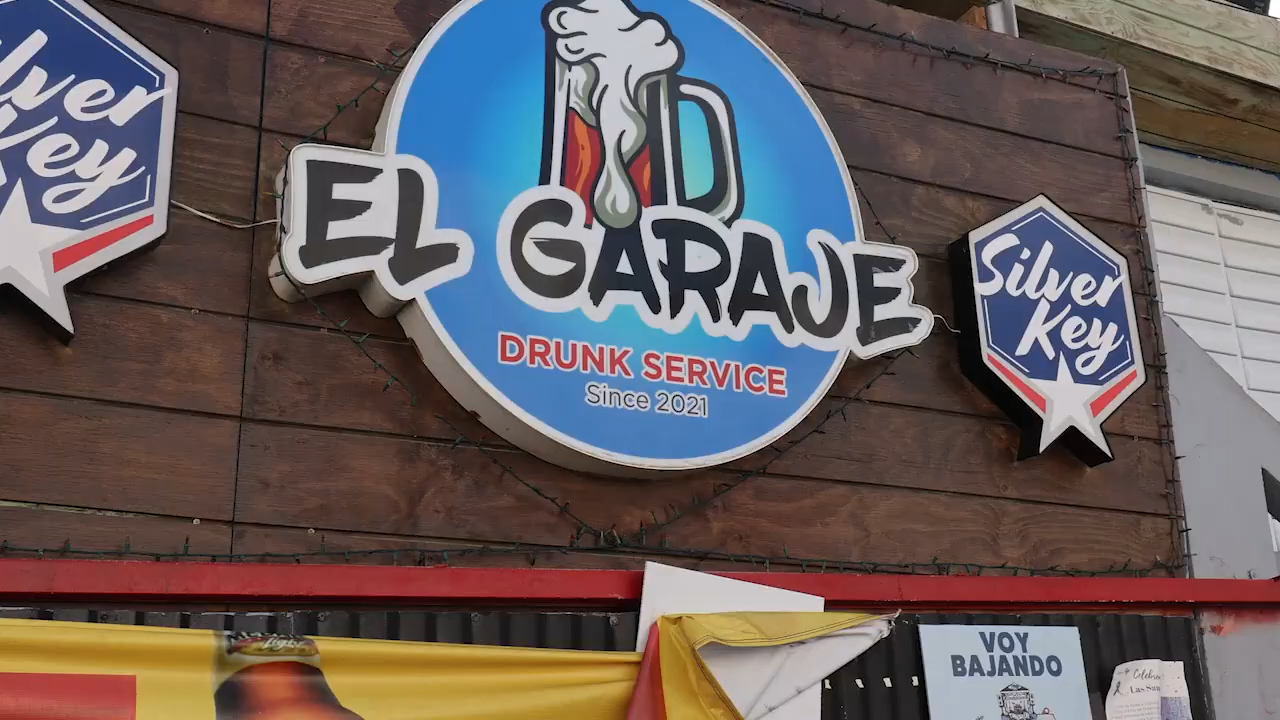 Silver
Key
EL GARAJE
DRUNK SERVICE
Since 2021
Silver
Key
VOY
BAJANDO